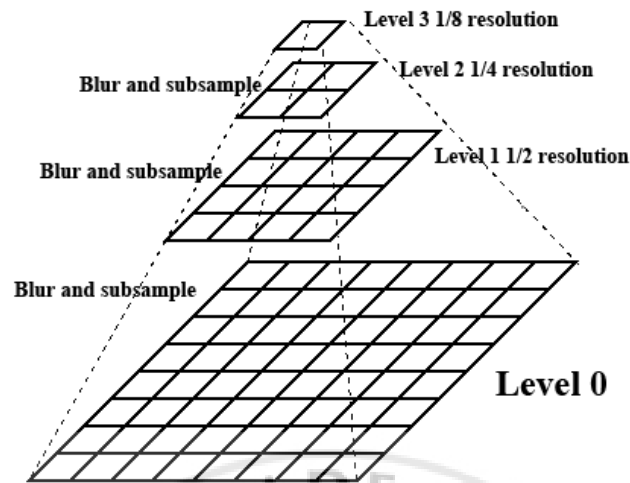 Level 3 1/8 resolution
Level 2 1/4 resolution
Blur and subsample
Level 1 1/2 resolution
Blur and subsample
Blur and subsample
Level 0